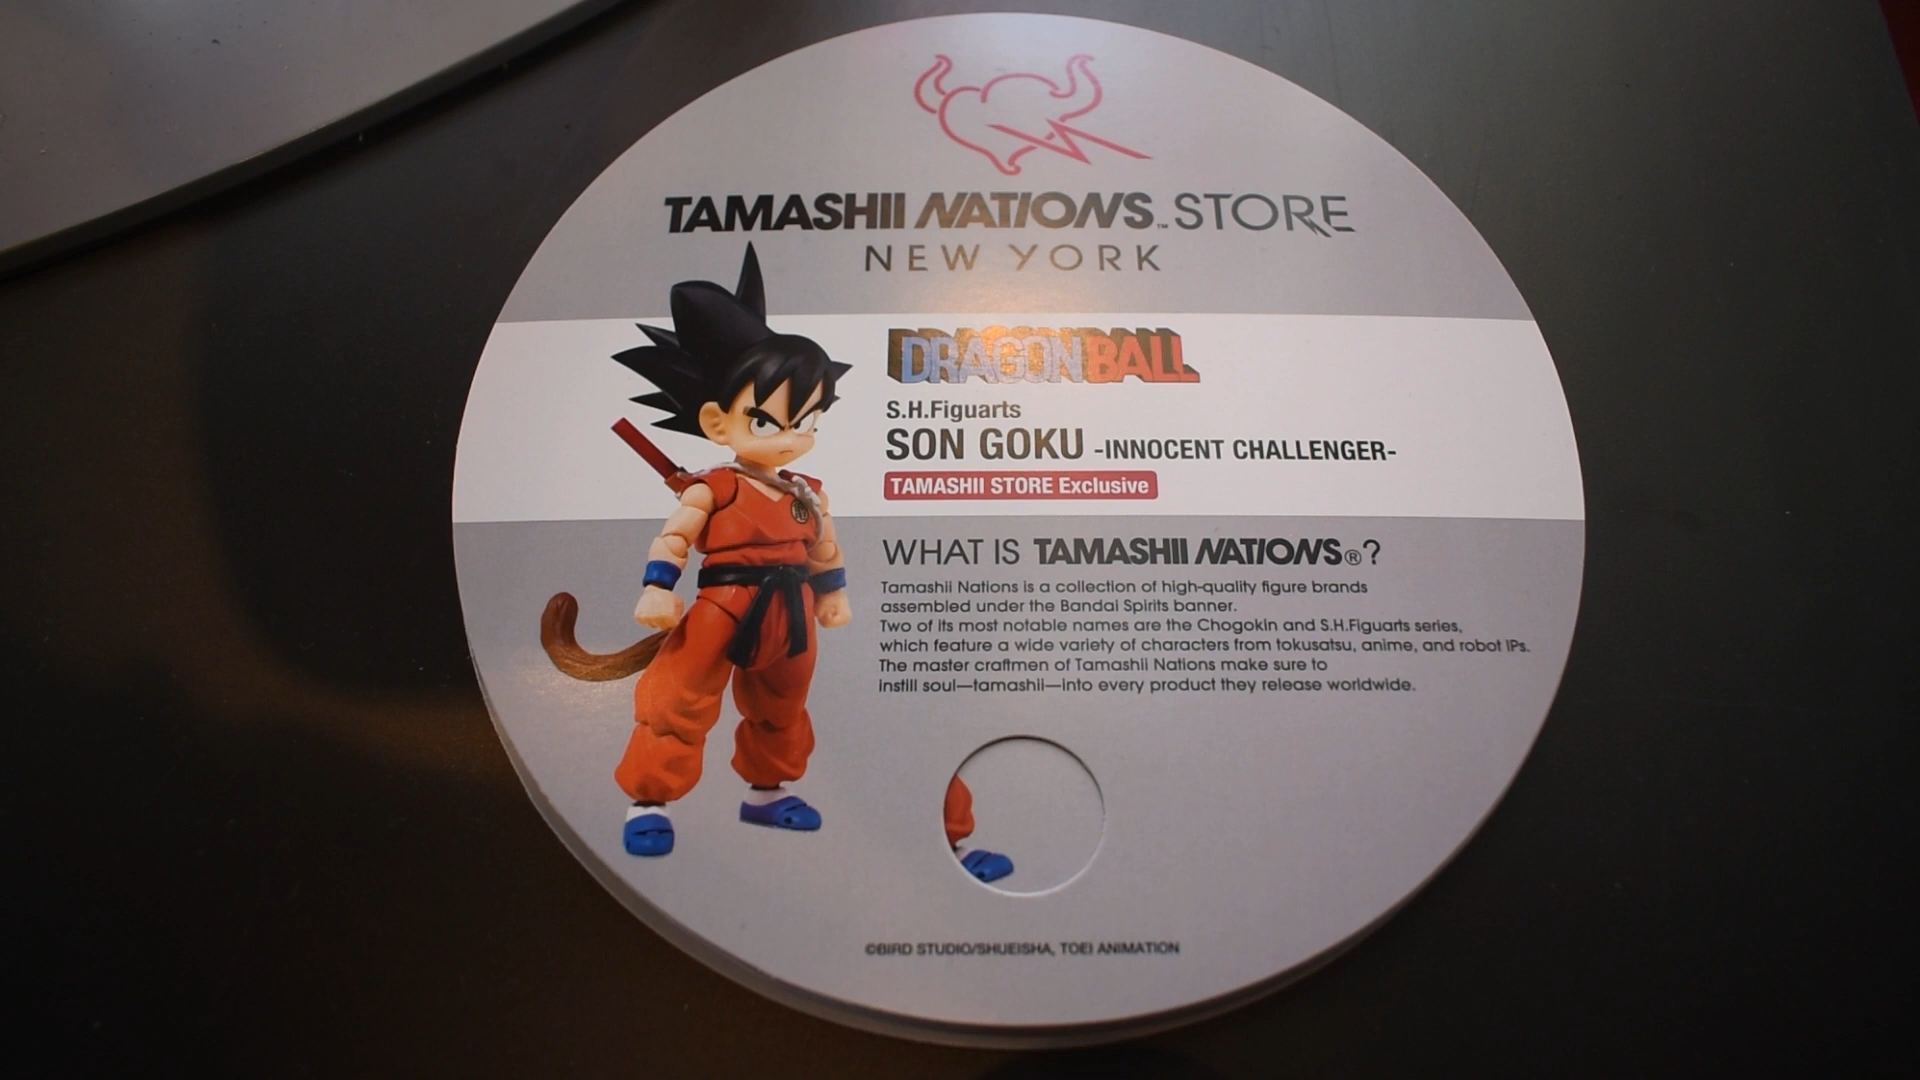 TAMASHII NATIONS™ STORE
NEW YORK
DRAGON BALL
S.H.Figuarts
SON GOKU -INNOCENT CHALLENGER-
TAMASHII STORE Exclusive
WHAT IS TAMASHII NATIONS®?
Tamashii Nations is a collection of high-quality figure brands
assembled under the Bandai Spirits banner.
Two of its most notable names are the Chogokin and S.H.Figuarts series,
which feature a wide variety of characters from tokusatsu, anime, and robot IPs.
The master craftmen of Tamashii Nations make sure to
instill soul—tamashii—into every product they release worldwide.
©BIRD STUDIO/SHUEISHA, TOEI ANIMATION